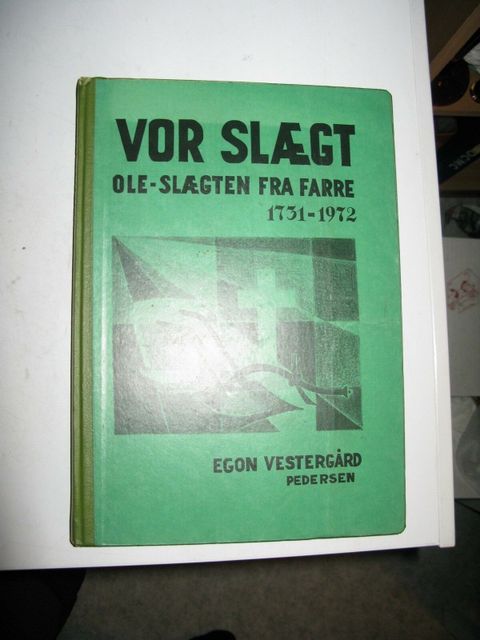 VOR SLÆGT
OLE-SLÆGTEN FRA FARRE
1731-1972
EGON VESTERGÅRD
PEDERSEN